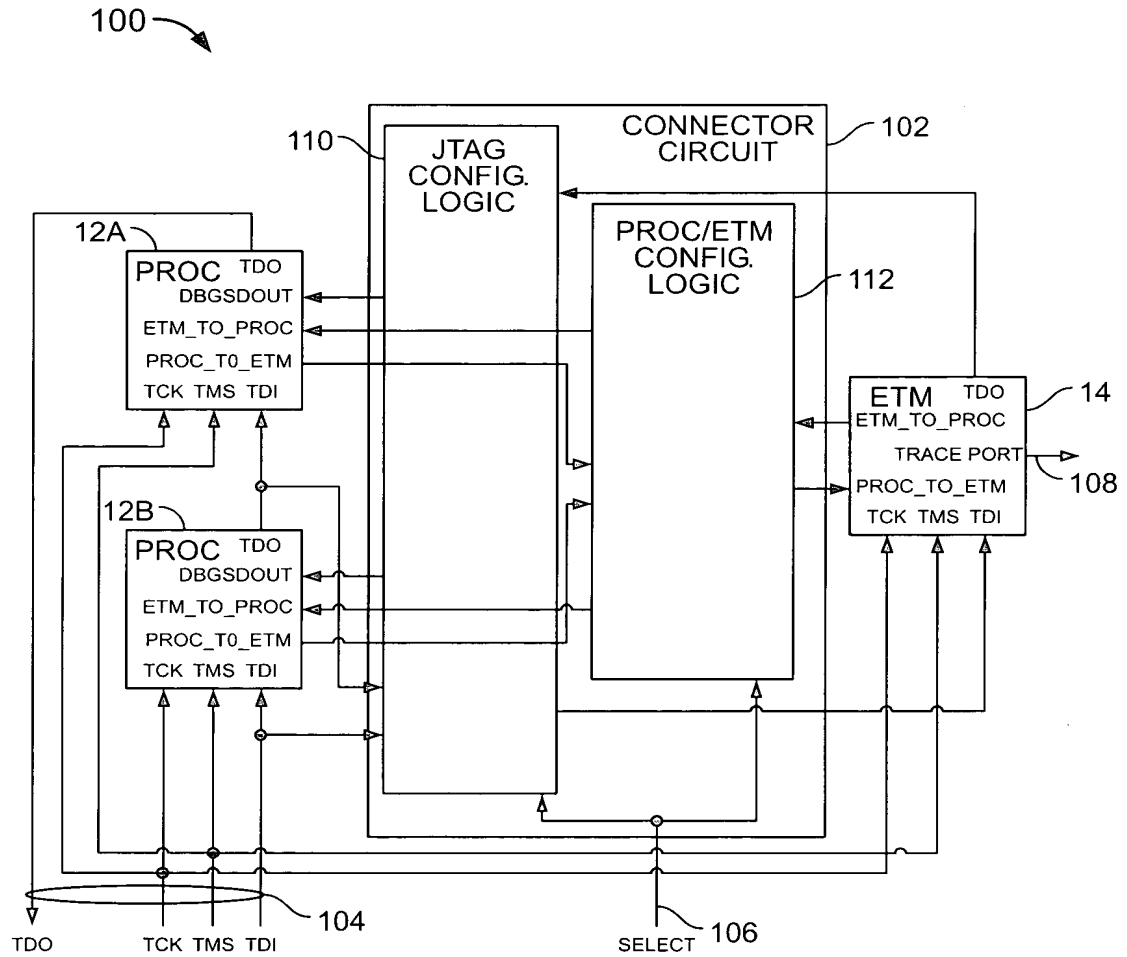 100
110
JTAG
CONFIG.
LOGIC
CONNECTOR
CIRCUIT
102
PROC/ETM
CONFIG.
LOGIC
112
12A
PROC
TDO
DBGSDOUT
ETM_TO_PROC
PROC_T0_ETM
TCK TMS TDI
12B
PROC
TDO
DBGSDOUT
ETM_TO_PROC
PROC_T0_ETM
TCK TMS TDI
ETM
TDO
14
ETM_TO_PROC
TRACE PORT
108
PROC_TO_ETM
TCK TMS TDI
104
106
TDO
TCK TMS TDI
SELECT